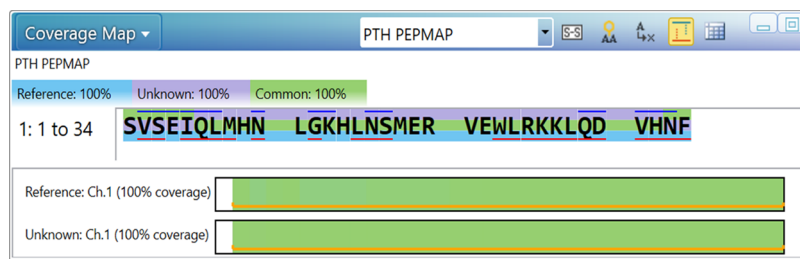 Coverage Map
PTH PEPMAP
S-S
AA
A
X
PTH PEPMAP
Reference: 100% Unknown: 100% Common: 100%
1: 1 to 34 SVSEIQLMHN LGKHLNSMER VEWLRKKLQD VHNF
Reference: Ch.1 (100% coverage)
Unknown: Ch.1 (100% coverage)